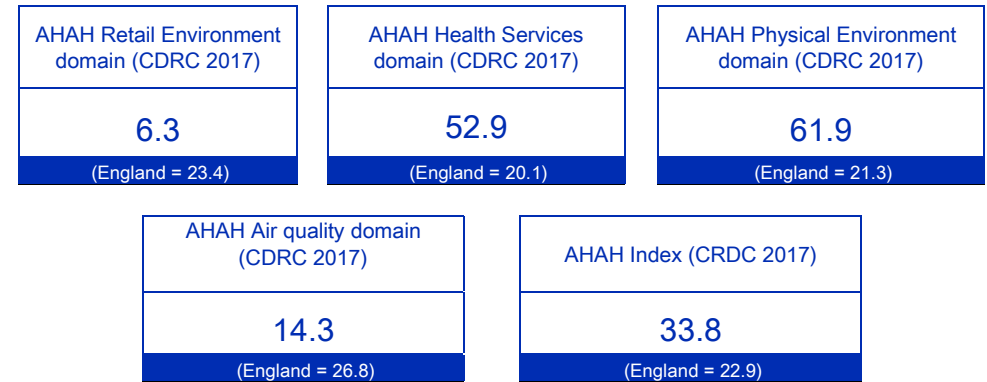 AHAH Retail Environment
domain (CDRC 2017)
6.3
(England = 23.4)
AHAH Health Services
domain (CDRC 2017)
52.9
(England = 20.1)
AHAH Physical Environment
domain (CDRC 2017)
61.9
(England = 21.3)
AHAH Air quality domain
(CDRC 2017)
14.3
(England = 26.8)
AHAH Index (CRDC 2017)
33.8
(England = 22.9)